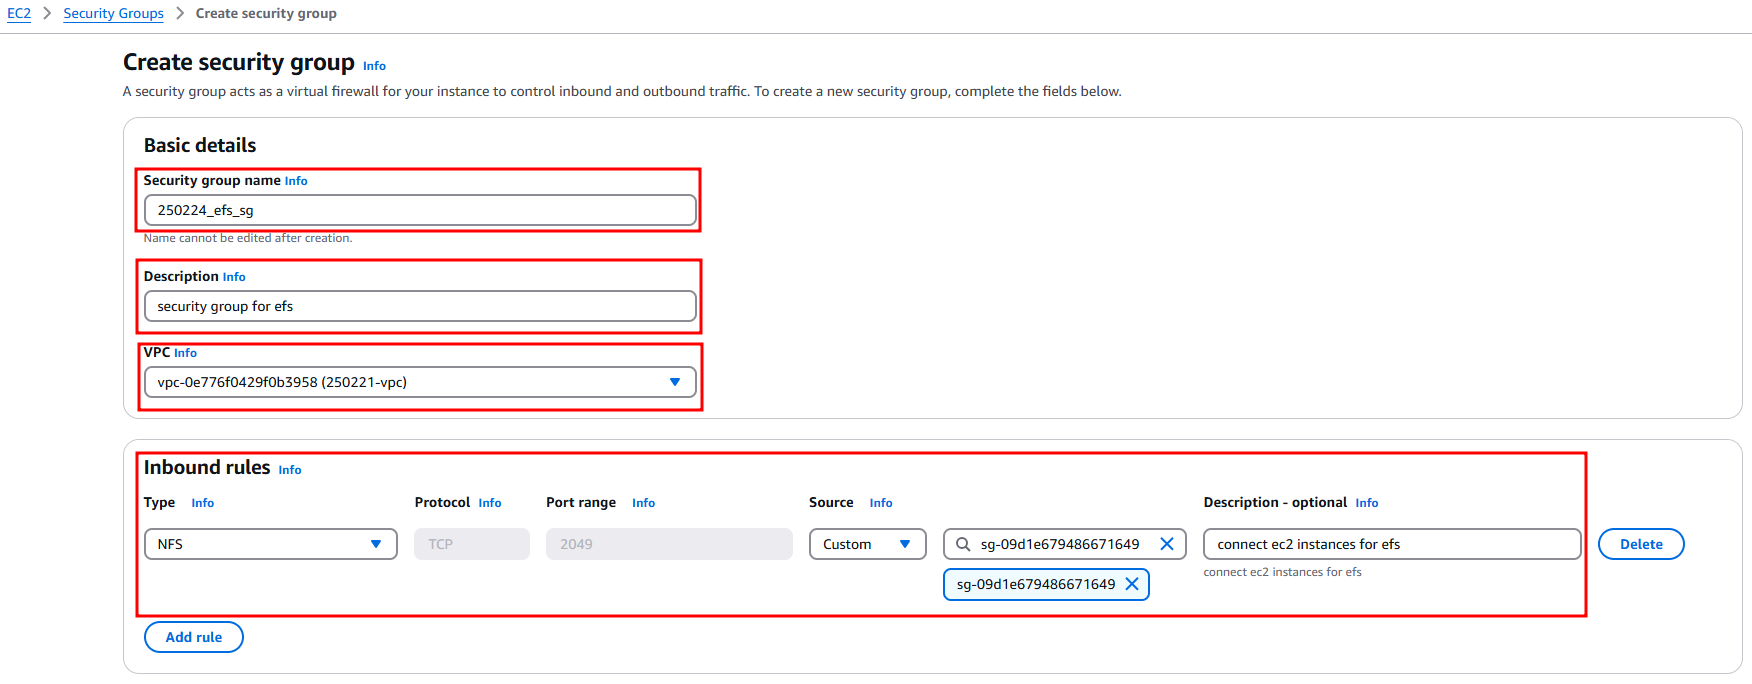 EC2 > Security Groups > Create security group
Create security group Info
A security group acts as a virtual firewall for your instance to control inbound and outbound traffic. To create a new security group, complete the fields below.
Basic details
Security group name Info
250224_efs_sg
Name cannot be edited after creation.
Description Info
security group for efs
VPC Info
vpc-0e776f0429f0b3958 (250221-vpc)
Inbound rules Info
Type Info Protocol Info Port range Info Source Info Description - optional Info
NFS TCP 2049 Custom sg-09d1e679486671649 connect ec2 instances for efs Delete
connect ec2 instances for efs
sg-09d1e679486671649
Add rule